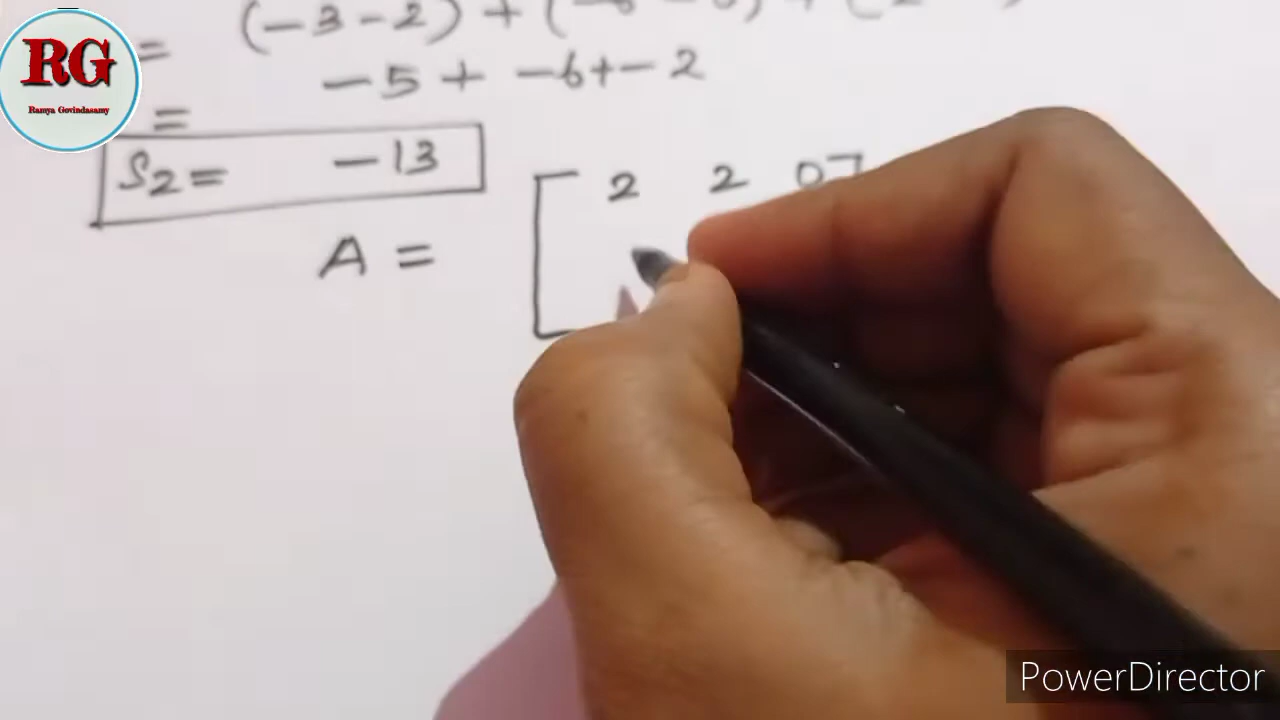 RG
Ramya Govindasamy
= (-3-2) + (
-5 + -6+-2
=
S2= -13
2 2 0
A =
PowerDirector